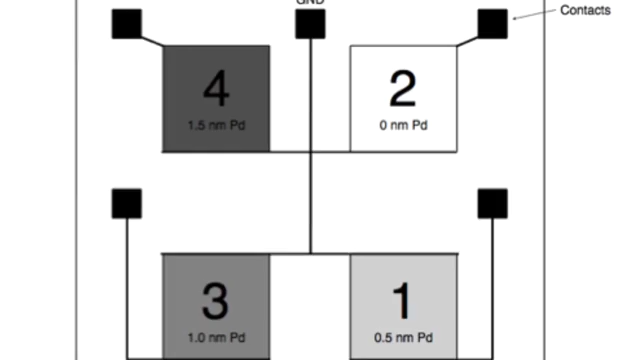 GND
Contacts
4
1.5 nm Pd
2
0 nm Pd
3
1.0 nm Pd
1
0.5 nm Pd